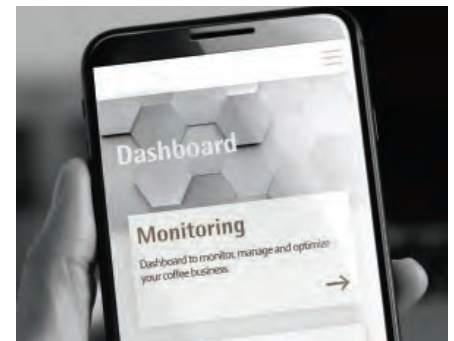 Dashboard
Monitoring
Dashboard to monitor, manage and optimize
your coffee business
→